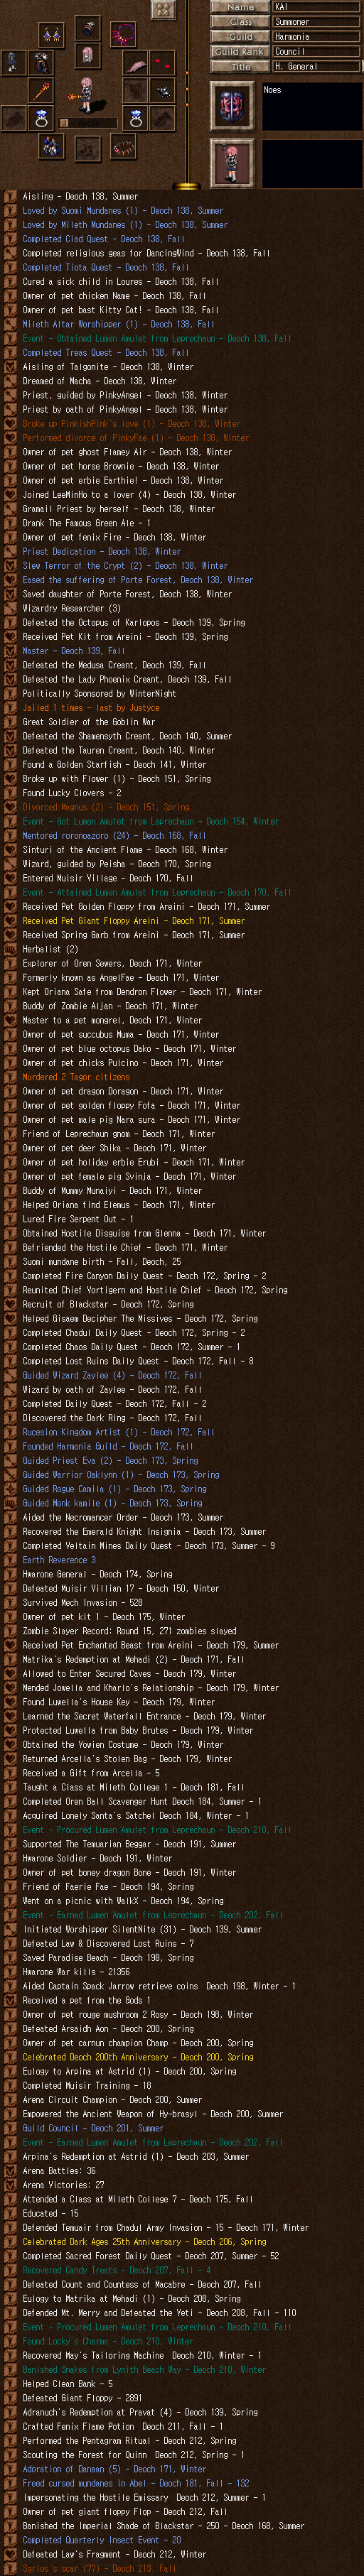 Name KAI
Class Summoner
Guild Harmonia
Guild Rank Council
Title H. General
Noes
Aisling - Deoch 138, Summer
Loved by Suomi Mundanes (1) - Deoch 138, Summer
Loved by Mileth Mundanes (1) - Deoch 138, Summer
Completed Ciad Quest - Deoch 138, Fall
Completed religious geas for DancingWind - Deoch 138, Fall
Completed Tiota Quest - Deoch 138, Fall
Cured a sick child in Loures - Deoch 138, Fall
Owner of pet chicken Name - Deoch 138, Fall
Owner of pet bast Kitty Cat! - Deoch 138, Fall
Mileth Altar Worshipper (1) - Deoch 138, Fall
Event - Obtained Lumen Amulet from Leprechaun - Deoch 138, Fall
Completed Treas Quest - Deoch 138, Fall
Aisling of Talgonite - Deoch 138, Winter
Dreamed of Macha - Deoch 138, Winter
Priest, guided by PinkyAngel - Deoch 138, Winter
Priest by oath of PinkyAngel - Deoch 138, Winter
Broke up PinkishPink's love (1) - Deoch 138, Winter
Performed divorce of PinkyFae (1) - Deoch 138, Winter
Owner of pet ghost Flamey Air - Deoch 138, Winter
Owner of pet horse Brownie - Deoch 138, Winter
Owner of pet erbie Earthie! - Deoch 138, Winter
Joined LeeMinHo to a lover (4) - Deoch 138, Winter
Gramail Priest by herself - Deoch 138, Winter
Drank The Famous Green Ale - 1
Owner of pet fenix Fire - Deoch 138, Winter
Priest Dedication - Deoch 138, Winter
Slew Terror of the Crypt (2) - Deoch 138, Winter
Eased the suffering of Porte Forest, Deoch 138, Winter
Saved daughter of Porte Forest, Deoch 138, Winter
Wizardry Researcher (3)
Defeated the Octopus of Karlopos - Deoch 139, Spring
Received Pet Kit from Areini - Deoch 139, Spring
Master - Deoch 139, Fall
Defeated the Medusa Creant, Deoch 139, Fall
Defeated the Lady Phoenix Creant, Deoch 139, Fall
Politically Sponsored by WinterNight
Jailed 1 times - last by Justyce
Great Soldier of the Goblin War
Defeated the Shamensyth Creant, Deoch 140, Summer
Defeated the Tauren Creant, Deoch 140, Winter
Found a Golden Starfish - Deoch 141, Winter
Broke up with Flower (1) - Deoch 151, Spring
Found Lucky Clovers - 2
Divorced Magnus (2) - Deoch 151, Spring
Event - Got Lumen Amulet from Leprechaun - Deoch 154, Winter
Mentored roronoazoro (24) - Deoch 168, Fall
Sinturi of the Ancient Flame - Deoch 168, Winter
Wizard, guided by Peisha - Deoch 170, Spring
Entered Muisir Village - Deoch 170, Fall
Event - Attained Lumen Amulet from Leprechaun - Deoch 170, Fall
Received Pet Golden Floppy from Areini - Deoch 171, Summer
Received Pet Giant Floppy Areini - Deoch 171, Summer
Received Spring Garb from Areini - Deoch 171, Summer
Herbalist (2)
Explorer of Oren Sewers, Deoch 171, Winter
Formerly known as AngelFae - Deoch 171, Winter
Kept Oriana Safe from Dendron Flower - Deoch 171, Winter
Buddy of Zombie Aljan - Deoch 171, Winter
Master to a pet mongrel, Deoch 171, Winter
Owner of pet succubus Muma - Deoch 171, Winter
Owner of pet blue octopus Dako - Deoch 171, Winter
Owner of pet chicks Pulcino - Deoch 171, Winter
Murdered 2 Tagor citizens
Owner of pet dragon Doragon - Deoch 171, Winter
Owner of pet golden floppy Fofa - Deoch 171, Winter
Owner of pet male pig Nara sura - Deoch 171, Winter
Friend of Leprechaun gnom - Deoch 171, Winter
Owner of pet deer Shika - Deoch 171, Winter
Owner of pet holiday erbie Erubi - Deoch 171, Winter
Owner of pet female pig Svinja - Deoch 171, Winter
Buddy of Mummy Munaiyi - Deoch 171, Winter
Helped Oriana find Elemus - Deoch 171, Winter
Lured Fire Serpent Out - 1
Obtained Hostile Disguise from Glenna - Deoch 171, Winter
Befriended the Hostile Chief - Deoch 171, Winter
Suomi mundane birth - Fall, Deoch, 25
Completed Fire Canyon Daily Quest - Deoch 172, Spring - 2
Reunited Chief Vortigern and Hostile Chief - Deoch 172, Spring
Recruit of Blackstar - Deoch 172, Spring
Helped Gisaem Decipher The Missives - Deoch 172, Spring
Completed Chadul Daily Quest - Deoch 172, Spring - 2
Completed Chaos Daily Quest - Deoch 172, Summer - 1
Completed Lost Ruins Daily Quest - Deoch 172, Fall - 8
Guided Wizard Zaylee (4) - Deoch 172, Fall
Wizard by oath of Zaylee - Deoch 172, Fall
Completed Daily Quest - Deoch 172, Fall - 2
Discovered the Dark Ring - Deoch 172, Fall
Rucesion Kingdom Artist (1) - Deoch 172, Fall
Founded Harmonia Guild - Deoch 172, Fall
Guided Priest Eva (2) - Deoch 173, Spring
Guided Warrior Oaklynn (1) - Deoch 173, Spring
Guided Rogue Camila (1) - Deoch 173, Spring
Guided Monk kamile (1) - Deoch 173, Spring
Aided the Necromancer Order - Deoch 173, Summer
Recovered the Emerald Knight Insignia - Deoch 173, Summer
Completed Veltain Mines Daily Quest - Deoch 173, Summer - 9
Earth Reverence 3
Hwarone General - Deoch 174, Spring
Defeated Muisir Villian 17 - Deoch 150, Winter
Survived Mech Invasion - 528
Owner of pet kit 1 - Deoch 175, Winter
Zombie Slayer Record: Round 15, 271 zombies slayed
Received Pet Enchanted Beast from Areini - Deoch 179, Summer
Matrika's Redemption at Mehadi (2) - Deoch 171, Fall
Allowed to Enter Secured Caves - Deoch 179, Winter
Mended Jowella and Kharlo's Relationship - Deoch 179, Winter
Found Luwella's House Key - Deoch 179, Winter
Learned the Secret Waterfall Entrance - Deoch 179, Winter
Protected Luwella from Baby Brutes - Deoch 179, Winter
Obtained the Yowien Costume - Deoch 179, Winter
Returned Arcella's Stolen Bag - Deoch 179, Winter
Received a Gift from Arcella - 5
Taught a Class at Mileth College 1 - Deoch 181, Fall
Completed Oren Ball Scavenger Hunt Deoch 184, Summer - 1
Acquired Lonely Santa's Satchel Deoch 184, Winter - 1
Event - Procured Lumen Amulet from Leprechaun - Deoch 210, Fall
Supported The Temuarian Beggar - Deoch 191, Summer
Hwarone Soldier - Deoch 191, Winter
Owner of pet boney dragon Bone - Deoch 191, Winter
Friend of Faerie Fae - Deoch 194, Spring
Went on a picnic with WalkX - Deoch 194, Spring
Event - Earned Lumen Amulet from Leprechaun - Deoch 202, Fall
Initiated Worshipper SilentNite (31) - Deoch 139, Summer
Defeated Law & Discovered Lost Ruins - 7
Saved Paradise Beach - Deoch 198, Spring
Hwarone War kills - 21356
Aided Captain Spack Jarrow retrieve coins  Deoch 198, Winter - 1
Received a pet from the Gods 1
Owner of pet rouge mushroom 2 Rosy - Deoch 198, Winter
Defeated Arsaidh Aon - Deoch 200, Spring
Owner of pet carnun champion Champ - Deoch 200, Spring
Celebrated Deoch 200th Anniversary - Deoch 200, Spring
Eulogy to Arpina at Astrid (1) - Deoch 200, Spring
Completed Muisir Training - 18
Arena Circuit Champion - Deoch 200, Summer
Empowered the Ancient Weapon of Hy-brasyl - Deoch 200, Summer
Guild Council - Deoch 201, Summer
Event - Earned Lumen Amulet from Leprechaun - Deoch 202, Fall
Arpina's Redemption at Astrid (1) - Deoch 203, Summer
Arena Battles: 36
Arena Victories: 27
Attended a Class at Mileth College 7 - Deoch 175, Fall
Educated - 15
Defended Temuair from Chadul Army Invasion - 15 - Deoch 171, Winter
Celebrated Dark Ages 25th Anniversary - Deoch 206, Spring
Completed Sacred Forest Daily Quest - Deoch 207, Summer - 52
Recovered Candy Treats - Deoch 207, Fall - 4
Defeated Count and Countess of Macabre - Deoch 207, Fall
Eulogy to Matrika at Mehadi (1) - Deoch 208, Spring
Defended Mt. Merry and Defeated the Yeti - Deoch 208, Fall - 110
Event - Procured Lumen Amulet from Leprechaun - Deoch 210, Fall
Found Locky's Charms - Deoch 210, Winter
Recovered May's Tailoring Machine  Deoch 210, Winter - 1
Banished Snakes from Lynith Beach Way - Deoch 210, Winter
Helped Clean Bank - 5
Defeated Giant Floppy - 2891
Adranuch's Redemption at Pravat (4) - Deoch 139, Spring
Crafted Fenix Flame Potion  Deoch 211, Fall - 1
Performed the Pentagram Ritual - Deoch 212, Spring
Scouting the Forest for Quinn  Deoch 212, Spring - 1
Adoration of Danaan (5) - Deoch 171, Winter
Freed cursed mundanes in Abel - Deoch 181, Fall - 132
Impersonating the Hostile Emissary  Deoch 212, Summer - 1
Owner of pet giant floppy Flop - Deoch 212, Fall
Banished the Imperial Shade of Blackstar - 250 - Deoch 168, Summer
Completed Quarterly Insect Event - 20
Defeated Law's Fragment - Deoch 212, Winter
Sgrios's scar (77) - Deoch 213, Fall